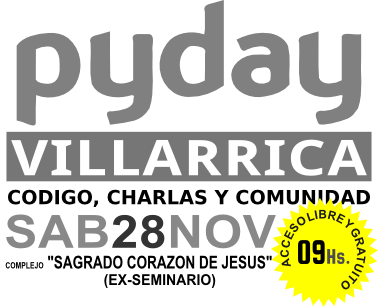 pyday
VILLARRICA
CODIGO, CHARLAS Y COMUNIDAD
SAB28NOV
COMPLEJO "SAGRADO CORAZON DE JESUS"
(EX-SEMINARIO)
ACCESO LIBRE Y GRATUITO
09Hs.